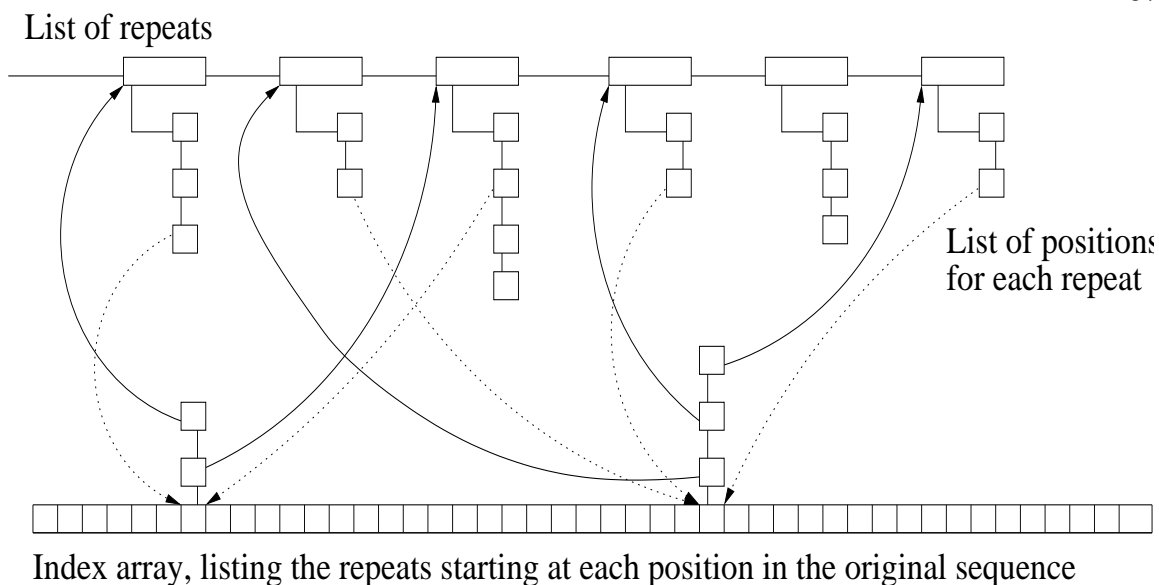 List of repeats
List of positions
for each repeat
Index array, listing the repeats starting at each position in the original sequence